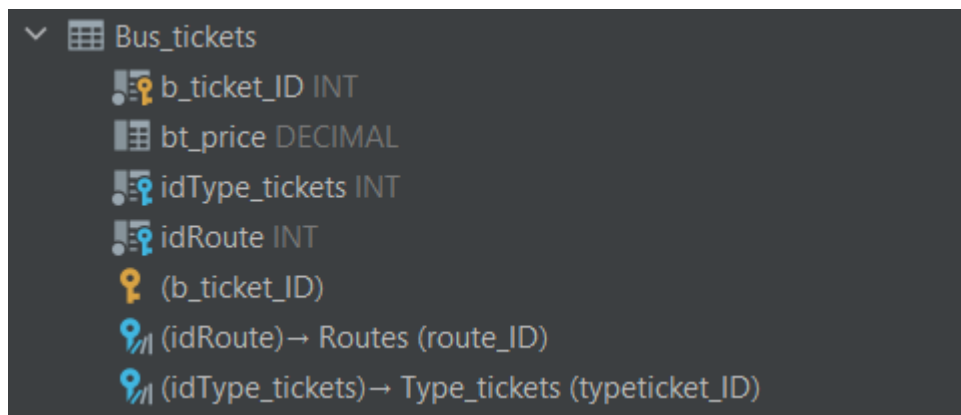 Bus_tickets
b_ticket_ID INT
bt_price DECIMAL
idType_tickets INT
idRoute INT
(b_ticket_ID)
(idRoute)→ Routes (route_ID)
(idType_tickets)→ Type_tickets (typeticket_ID)